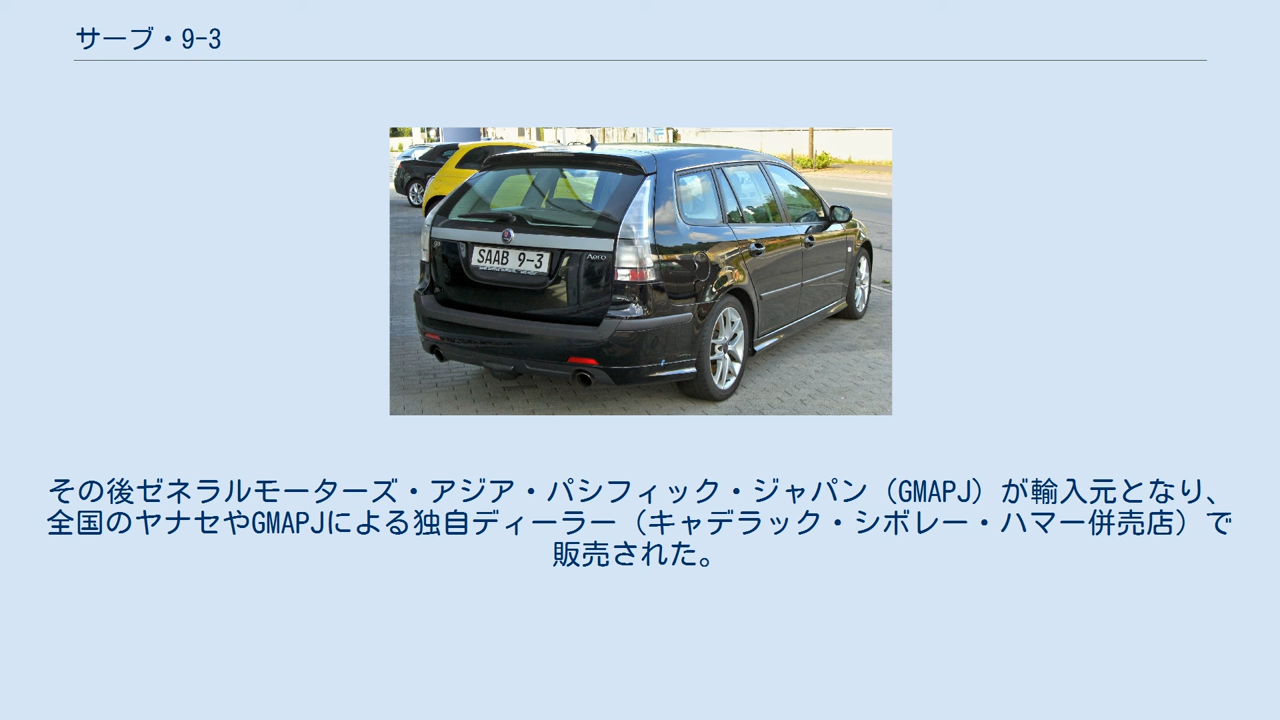 サーブ・9-3
SAAB 9-3
Aero
その後ゼネラルモーターズ・アジア・パシフィック・ジャパン（GMAPJ）が輸入元となり、
全国のヤナセやGMAPJによる独自ディーラー（キャデラック・シボレー・ハマー併売店）で
販売された。